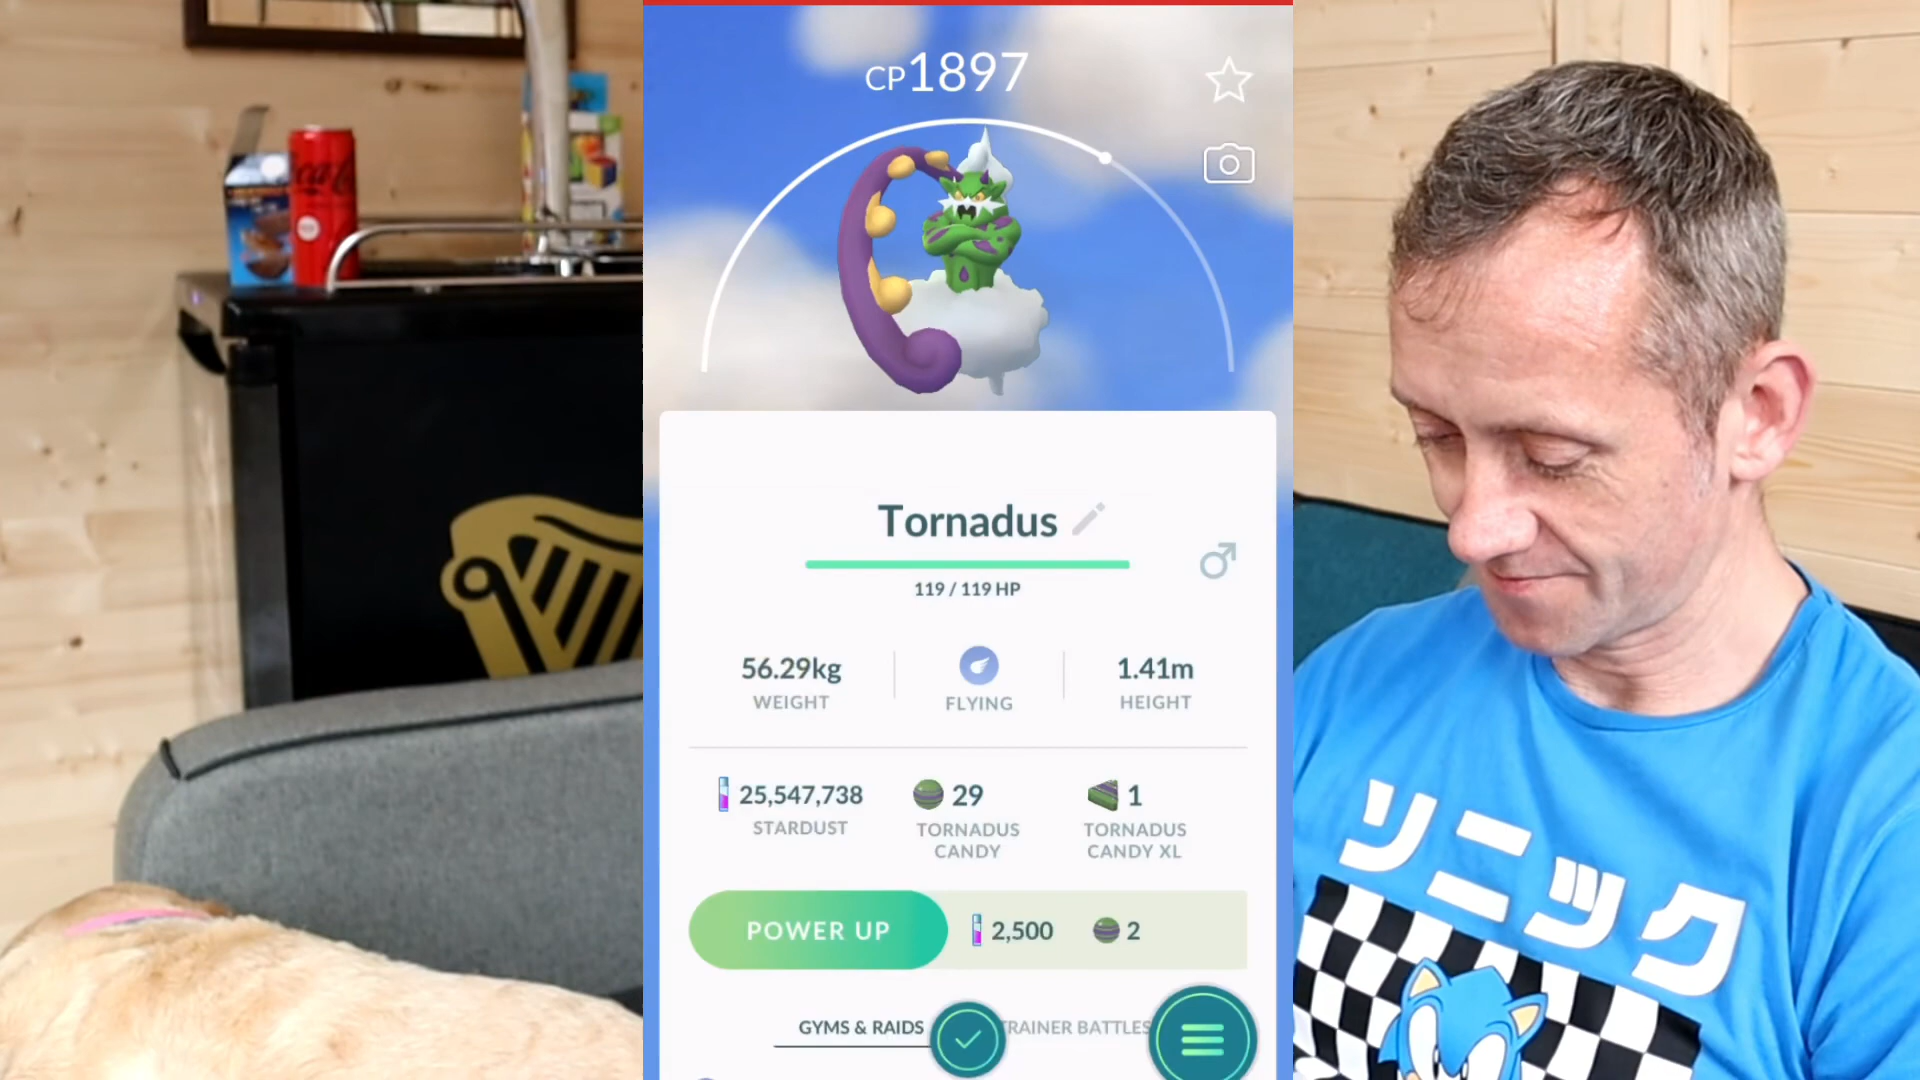 CP1897
Tornadus
119 / 119 HP
56.29kg
WEIGHT
FLYING
1.41m
HEIGHT
25,547,738
STARDUST
29
TORNADUS
CANDY
1
TORNADUS
CANDY XL
POWER UP
2,500
2
GYMS & RAIDS
TRAINER BATTLES
ソニック